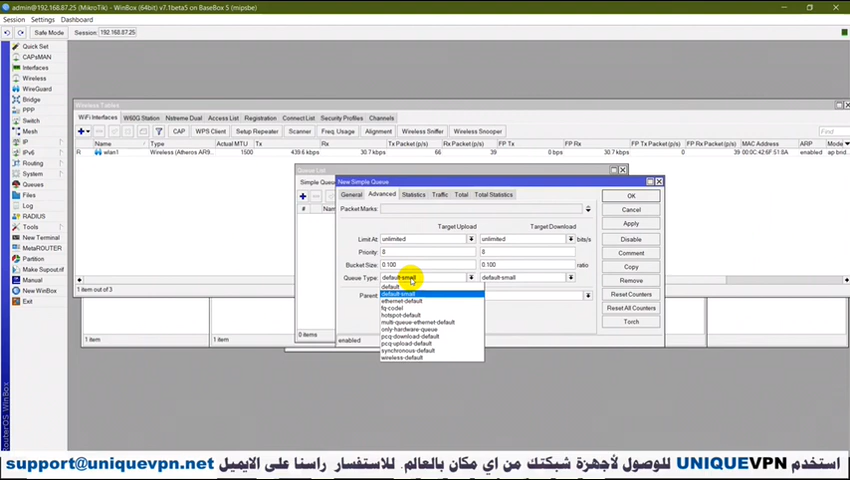 admin@192.168.87.25 (MikroTik) - WinBox (64bit) v7.1beta5 on BaseBox 5 (mipsbe)
Session Settings Dashboard
Safe Mode Session: 192.168.87.25
Quick Set
CAPsMAN
Interfaces
Wireless
WireGuard
Bridge
PPP
Switch
Mesh
IP
IPv6
Routing
System
Queues
Files
Log
RADIUS
Tools
New Terminal
MetaROUTER
Partition
Make Supout.rif
Manual
New WinBox
Exit
RouterOS WinBox
Wireless Tables
WiFi Interfaces W60G Station Nstreme Dual Access List Registration Connect List Security Profiles Channels
CAP WPS Client Setup Repeater Scanner Freq. Usage Alignment Wireless Sniffer Wireless Snooper Find
Name Type Actual MTU Tx Rx Tx Packet (p/s) Rx Packet (p/s) FP Tx FP Rx FP Tx Packet (p/s) FP Rx Packet (p/s) MAC Address ARP Mode
R wlan1 Wireless (Atheros AR9... 1500 439.6 kbps 30.7 kbps 66 39 0 bps 30.7 kbps 0 39 00:0C:42:6F:51:8A enabled ap bri
1 item out of 3
1 item
1 item
Queue List
Simple Queue
# Na
0 items
New Simple Queue
General Advanced Statistics Traffic Total Total Statistics
Packet Marks:
Target Upload Target Download
Limit At: unlimited unlimited bits/s
Priority: 8 8
Bucket Size: 0.100 0.100 ratio
Queue Type: default-small default-small
Parent:
default
default-small
ethernet-default
fq-codel
hotspot-default
multi-queue-ethernet-default
only-hardware-queue
pcq-download-default
pcq-upload-default
synchronous-default
wireless-default
enabled
OK
Cancel
Apply
Disable
Comment
Copy
Remove
Reset Counters
Reset All Counters
Torch
استخدم UNIQUEVPN للوصول لأجهزة شبكتك من اي مكان بالعالم. للاستفسار راسنا على الايميل support@uniquevpn.net